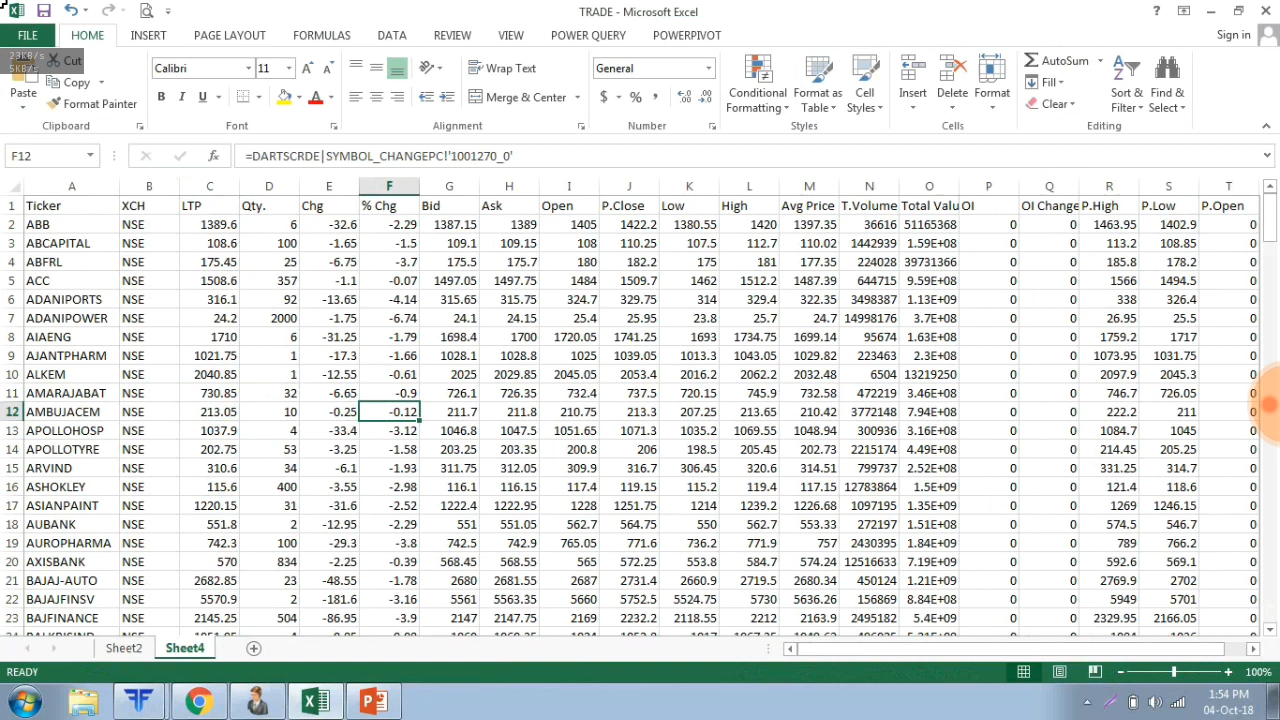 TRADE - Microsoft Excel
FILE HOME INSERT PAGE LAYOUT FORMULAS DATA REVIEW VIEW POWER QUERY POWERPIVOT Sign in
23KB/s
5KB/s
Cut
Copy
Format Painter
Paste
Calibri 11
B I U
Wrap Text
Merge & Center
General
$ % ,
Conditional Formatting
Format as Table
Cell Styles
Insert
Delete
Format
AutoSum
Fill
Clear
Sort & Filter
Find & Select
Clipboard Font Alignment Number Styles Cells Editing
F12 fx =DARTSCRDE|SYMBOL_CHANGEPC!'1001270_0'
A B C D E F G H I J K L M N O P Q R S T
1 Ticker XCH LTP Qty. Chg % Chg Bid Ask Open P.Close Low High Avg Price T.Volume Total Valu OI OI Change P.High P.Low P.Open
2 ABB NSE 1389.6 6 -32.6 -2.29 1387.15 1389 1405 1422.2 1380.55 1420 1397.35 36616 51165368 0 0 1463.95 1402.9 0
3 ABCAPITAL NSE 108.6 100 -1.65 -1.5 109.1 109.15 108 110.25 107.5 112.7 110.02 1442939 1.59E+08 0 0 113.2 108.85 0
4 ABFRL NSE 175.45 25 -6.75 -3.7 175.5 175.7 180 182.2 175 181 177.35 224028 39731366 0 0 185.8 178.2 0
5 ACC NSE 1508.6 357 -1.1 -0.07 1497.05 1497.75 1484 1509.7 1462 1512.2 1487.39 644715 9.59E+08 0 0 1566 1494.5 0
6 ADANIPORTS NSE 316.1 92 -13.65 -4.14 315.65 315.75 324.7 329.75 314 329.4 322.35 3498387 1.13E+09 0 0 338 326.4 0
7 ADANIPOWER NSE 24.2 2000 -1.75 -6.74 24.1 24.15 25.4 25.95 23.8 25.7 24.7 14998176 3.7E+08 0 0 26.95 25.5 0
8 AIAENG NSE 1710 6 -31.25 -1.79 1698.4 1700 1720.05 1741.25 1693 1734.75 1699.14 95674 1.63E+08 0 0 1759.2 1717 0
9 AJANTPHARM NSE 1021.75 1 -17.3 -1.66 1028.1 1028.8 1025 1039.05 1013.3 1043.05 1029.82 223463 2.3E+08 0 0 1073.95 1031.75 0
10 ALKEM NSE 2040.85 1 -12.55 -0.61 2025 2029.85 2045.05 2053.4 2016.2 2062.2 2032.48 6504 13219250 0 0 2097.9 2045.3 0
11 AMARAJABAT NSE 730.85 32 -6.65 -0.9 726.1 726.35 732.4 737.5 730 745.9 732.58 472219 3.46E+08 0 0 746.7 726.05 0
12 AMBUJACEM NSE 213.05 10 -0.25 -0.12 211.7 211.8 210.75 213.3 207.25 213.65 210.42 3772148 7.94E+08 0 0 222.2 211 0
13 APOLLOHOSP NSE 1037.9 4 -33.4 -3.12 1046.8 1047.5 1051.65 1071.3 1035.2 1069.55 1048.94 300936 3.16E+08 0 0 1084.7 1045 0
14 APOLLOTYRE NSE 202.75 53 -3.25 -1.58 203.25 203.35 200.8 206 198.5 205.45 202.73 2215174 4.49E+08 0 0 214.45 205.25 0
15 ARVIND NSE 310.6 34 -6.1 -1.93 311.75 312.05 309.9 316.7 306.45 320.6 314.51 799737 2.52E+08 0 0 331.25 314.7 0
16 ASHOKLEY NSE 115.6 400 -3.55 -2.98 116.1 116.15 117.4 119.15 115.2 119.4 117.15 12783864 1.5E+09 0 0 121.4 118.6 0
17 ASIANPAINT NSE 1220.15 31 -31.6 -2.52 1222.4 1222.95 1228 1251.75 1214 1239.2 1226.68 1097195 1.35E+09 0 0 1269 1246.15 0
18 AUBANK NSE 551.8 2 -12.95 -2.29 551 551.05 562.7 564.75 550 562.7 553.33 272197 1.51E+08 0 0 574.5 546.7 0
19 AUROPHARMA NSE 742.3 100 -29.3 -3.8 742.5 742.9 765.05 771.6 736.2 771.9 757 2430395 1.84E+09 0 0 789 766.2 0
20 AXISBANK NSE 570 834 -2.25 -0.39 568.45 568.55 565 572.25 553.8 584.7 574.24 12516633 7.19E+09 0 0 592.6 569.1 0
21 BAJAJ-AUTO NSE 2682.85 23 -48.55 -1.78 2680 2681.55 2687 2731.4 2660.9 2719.5 2680.34 450124 1.21E+09 0 0 2769.9 2702 0
22 BAJAJFINSV NSE 5570.9 2 -181.6 -3.16 5561 5563.35 5660 5752.5 5524.75 5730 5636.26 156869 8.84E+08 0 0 5949 5701 0
23 BAJFINANCE NSE 2145.25 504 -86.95 -3.9 2147 2147.75 2139 2232.2 2118.55 2212 2163.9 2495182 5.4E+09 0 0 2329.95 2166.05 0
Sheet2 Sheet4
READY 100%
1:54 PM
04-Oct-18